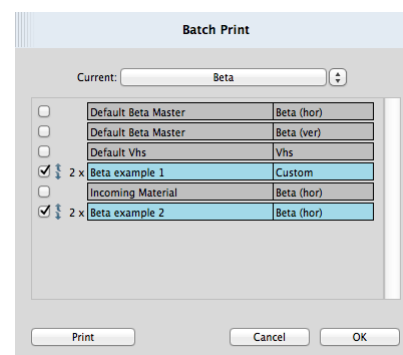 Batch Print
Current: Beta
Default Beta Master Beta (hor)
Default Beta Master Beta (ver)
Default Vhs Vhs
2 x Beta example 1 Custom
Incoming Material Beta (hor)
2 x Beta example 2 Beta (hor)
Print Cancel OK